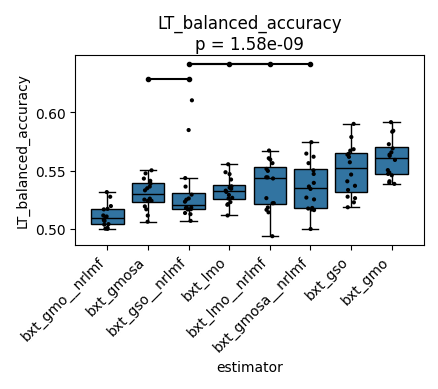 LT_balanced_accuracy
p = 1.58e-09
LT_balanced_accuracy
0.60
0.55
0.50
bxt_gmo__nrlmf
bxt_gmosa
bxt_gso__nrlmf
bxt_lmo
bxt_lmo__nrlmf
bxt_gmosa__nrlmf
bxt_gso
bxt_gmo
estimator